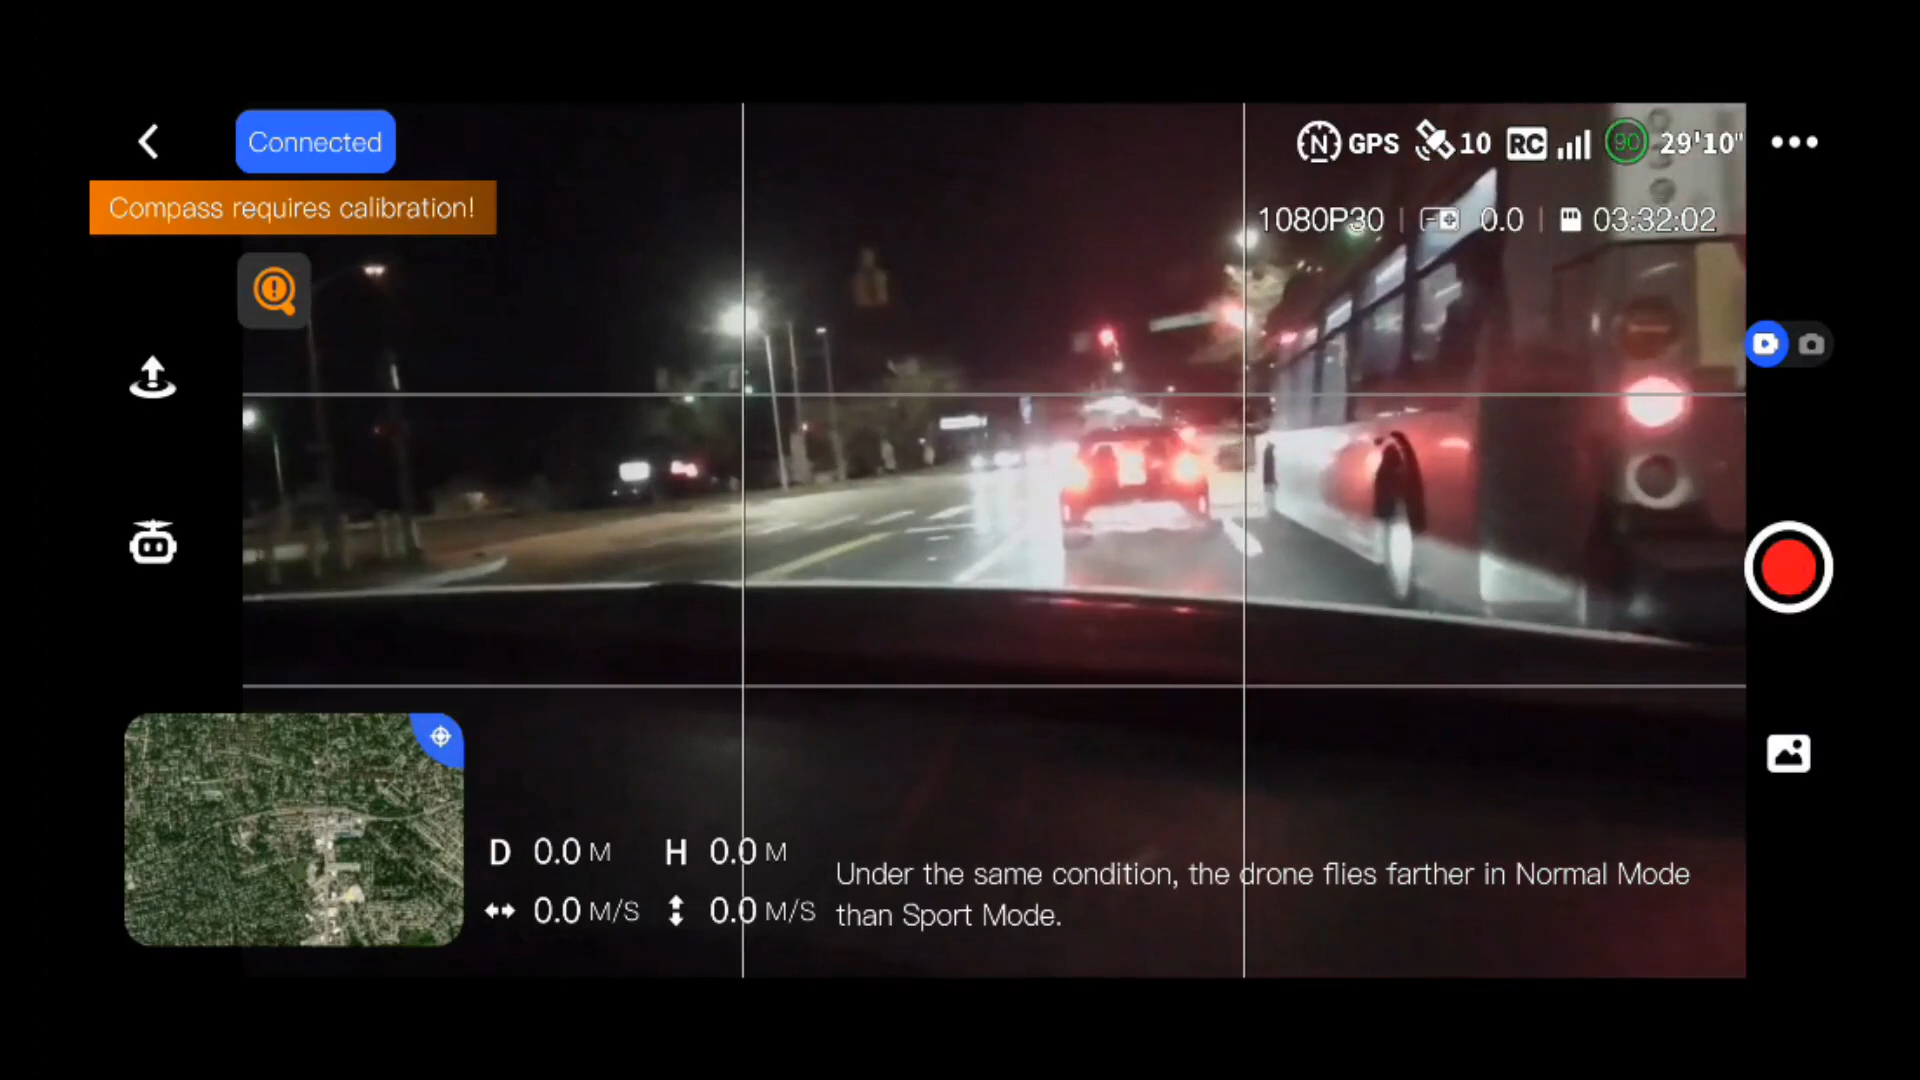 Connected
N GPS 10 RC 90 29'10"
Compass requires calibration!
1080P30 0.0 03:32:02
D 0.0 M H 0.0 M
0.0 M/S 0.0 M/S
Under the same condition, the drone flies farther in Normal Mode
than Sport Mode.